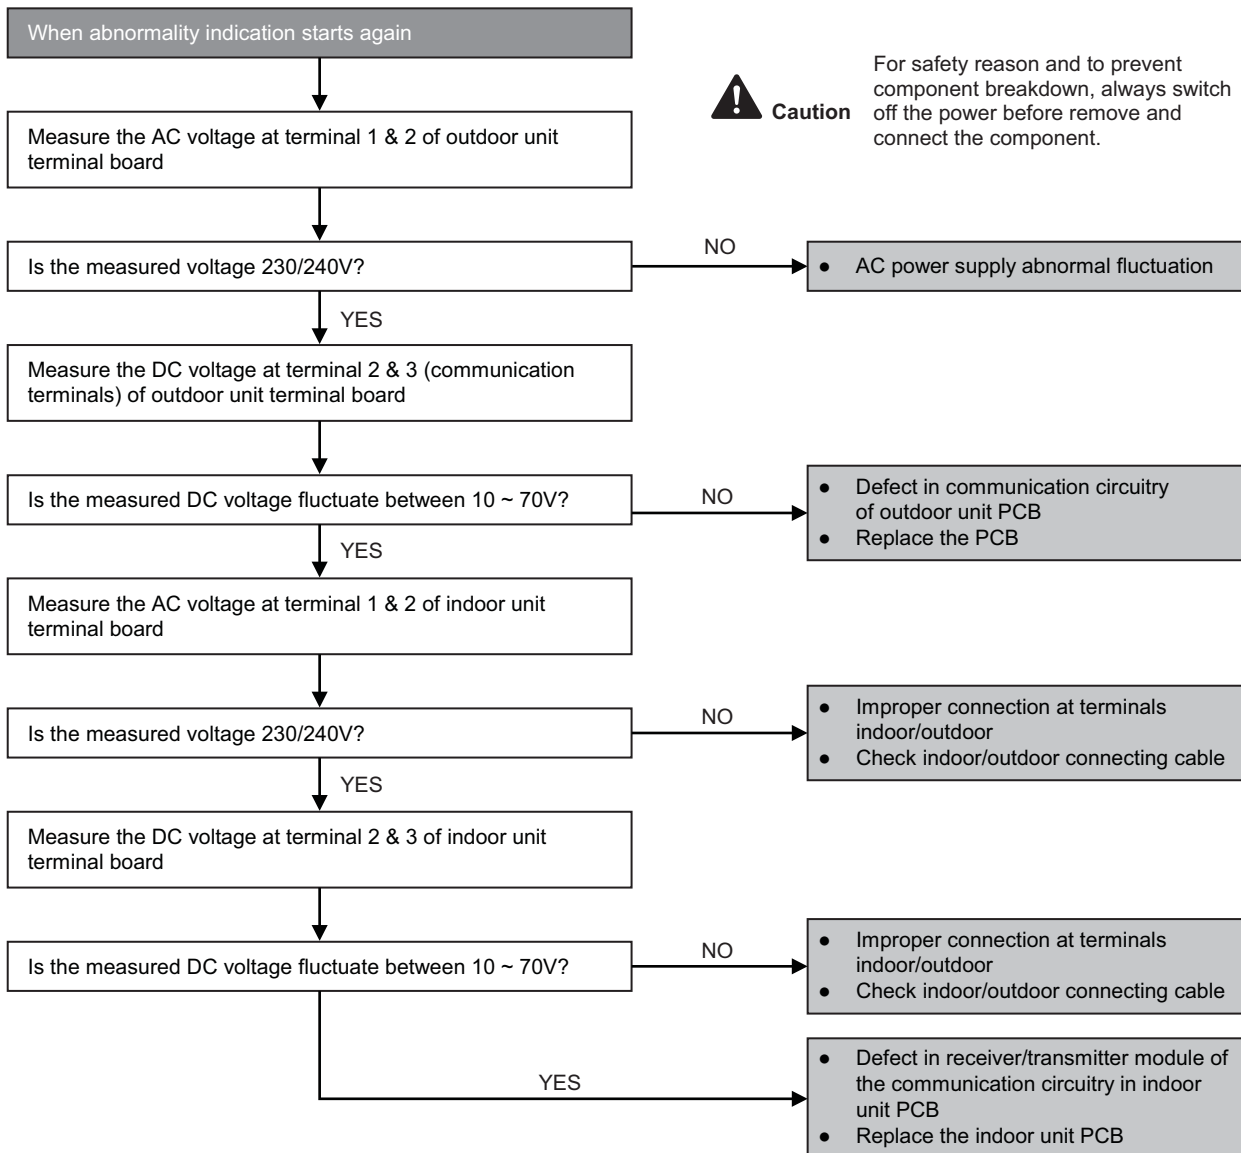 When abnormality indication starts again
For safety reason and to prevent
component breakdown, always switch
Caution off the power before remove and
connect the component.
Measure the AC voltage at terminal 1 & 2 of outdoor unit
terminal board
Is the measured voltage 230/240V?
NO
● AC power supply abnormal fluctuation
YES
Measure the DC voltage at terminal 2 & 3 (communication
terminals) of outdoor unit terminal board
Is the measured DC voltage fluctuate between 10 ~ 70V?
NO
● Defect in communication circuitry
of outdoor unit PCB
● Replace the PCB
YES
Measure the AC voltage at terminal 1 & 2 of indoor unit
terminal board
Is the measured voltage 230/240V?
NO
● Improper connection at terminals
indoor/outdoor
● Check indoor/outdoor connecting cable
YES
Measure the DC voltage at terminal 2 & 3 of indoor unit
terminal board
Is the measured DC voltage fluctuate between 10 ~ 70V?
NO
● Improper connection at terminals
indoor/outdoor
● Check indoor/outdoor connecting cable
YES
● Defect in receiver/transmitter module of
the communication circuitry in indoor
unit PCB
● Replace the indoor unit PCB